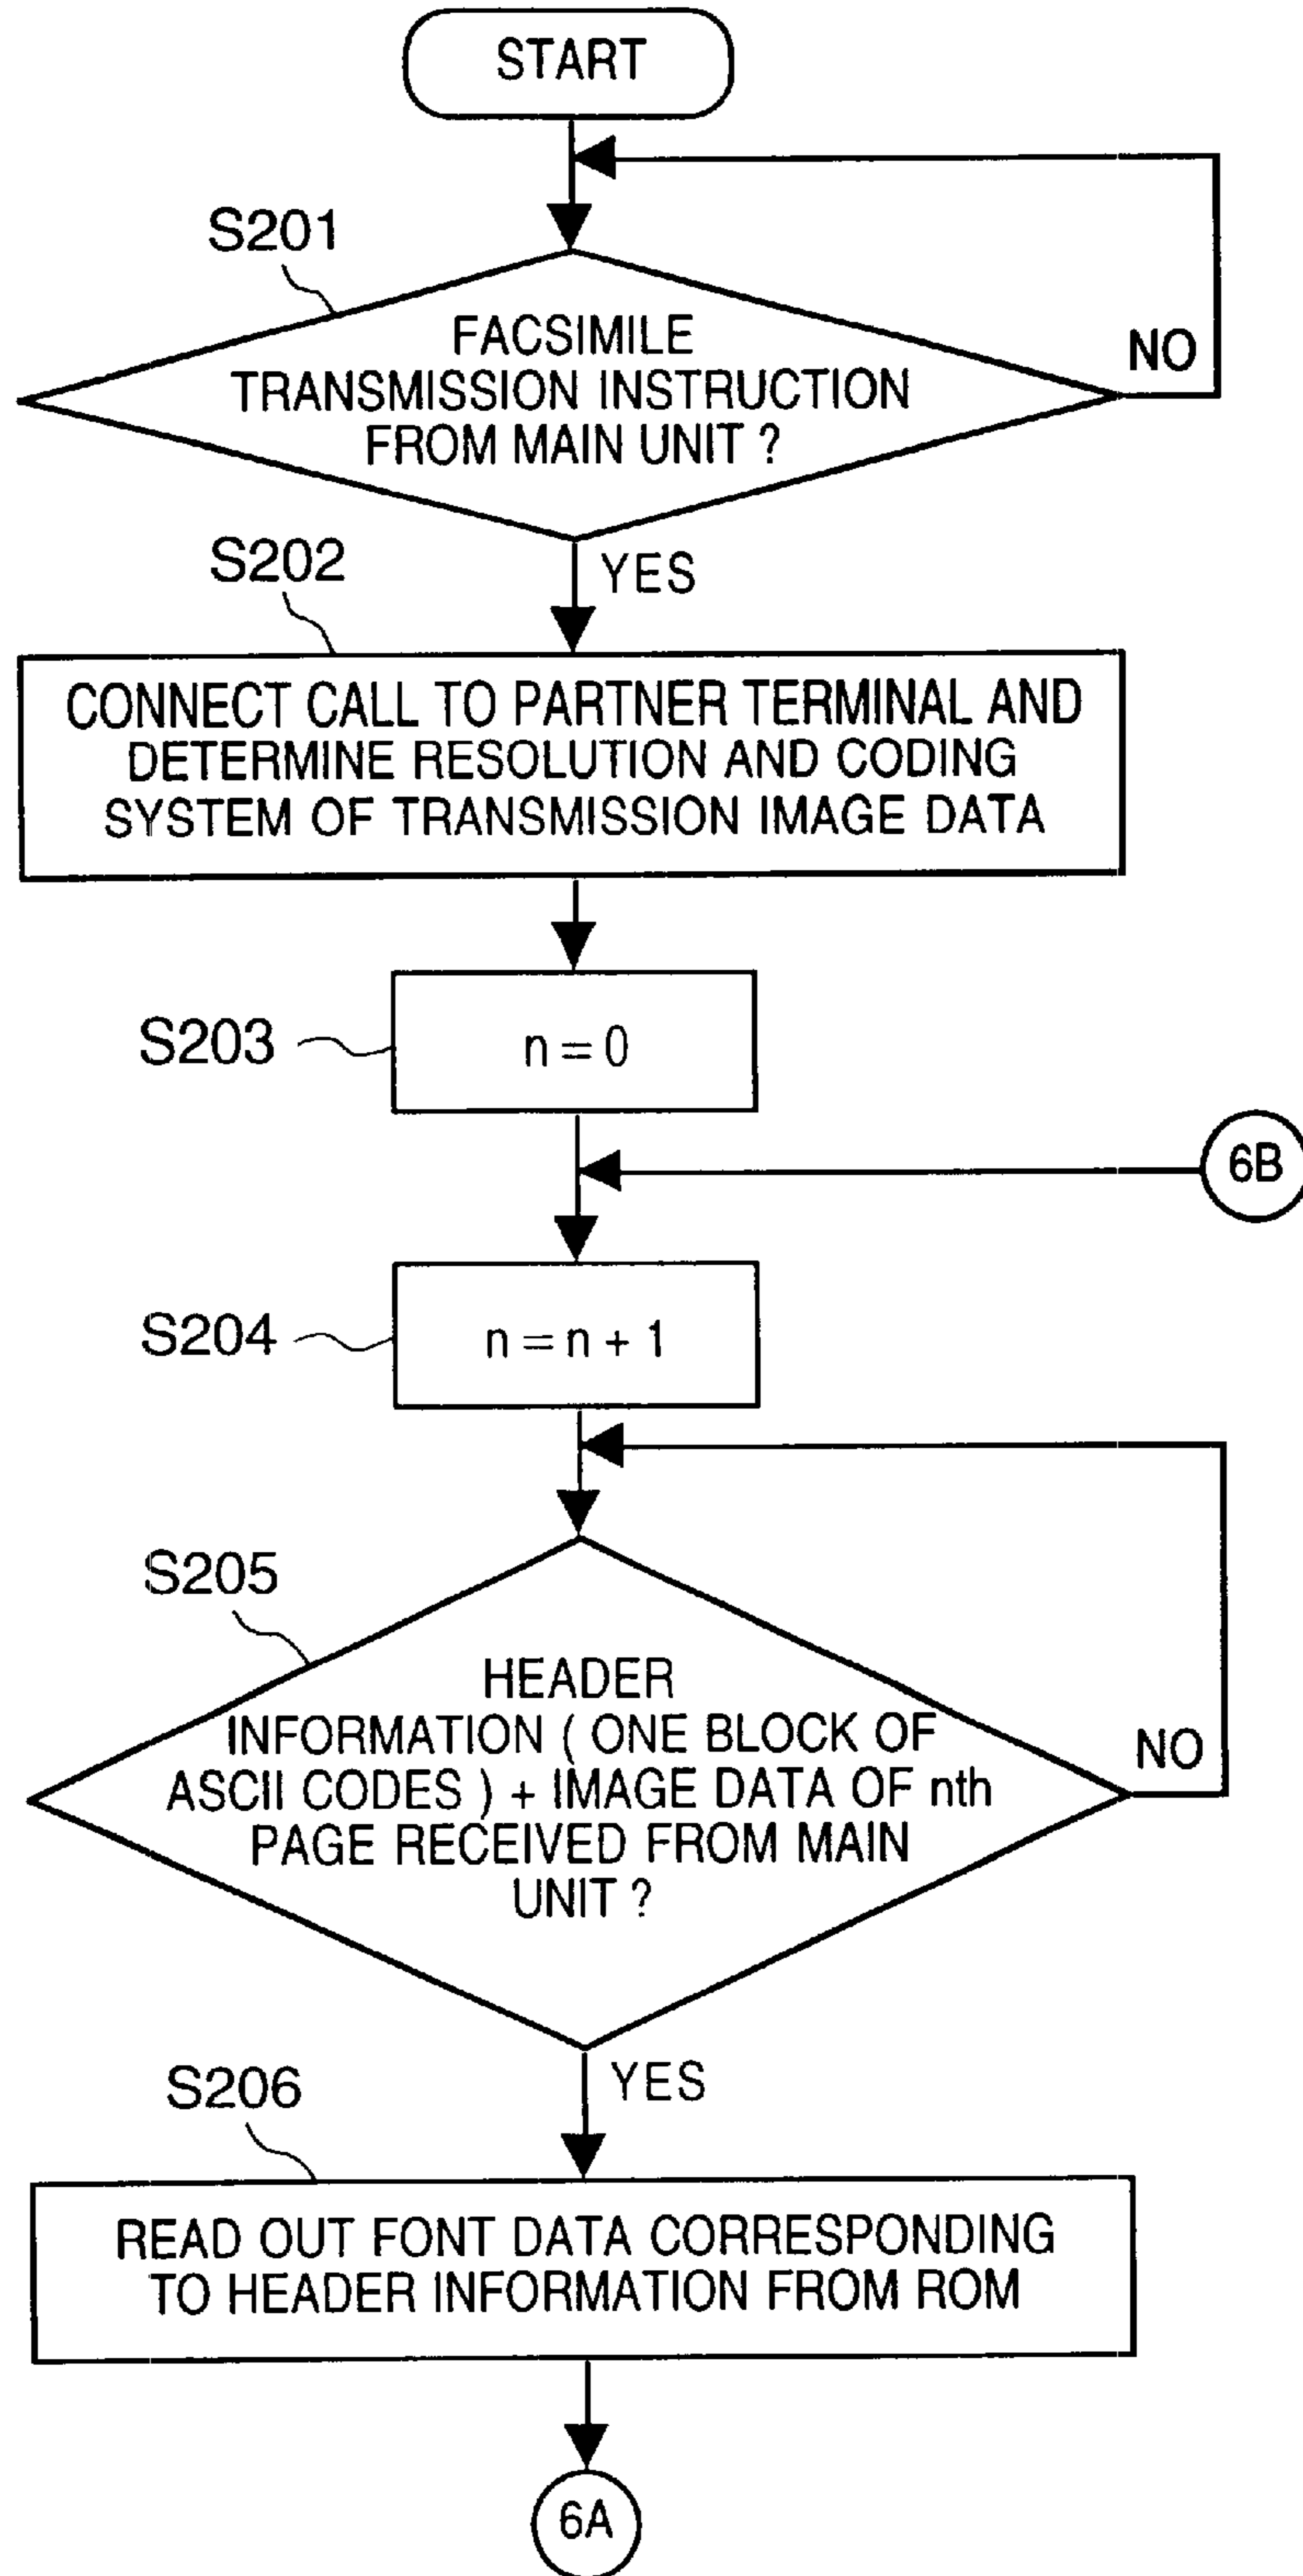 START
S201
FACSIMILE
TRANSMISSION INSTRUCTION
FROM MAIN UNIT ?
NO
S202
YES
CONNECT CALL TO PARTNER TERMINAL AND
DETERMINE RESOLUTION AND CODING
SYSTEM OF TRANSMISSION IMAGE DATA
S203
n = 0
6B
S204
n = n + 1
S205
HEADER
INFORMATION ( ONE BLOCK OF
ASCII CODES ) + IMAGE DATA OF nth
PAGE RECEIVED FROM MAIN
UNIT ?
NO
S206
YES
READ OUT FONT DATA CORRESPONDING
TO HEADER INFORMATION FROM ROM
6A